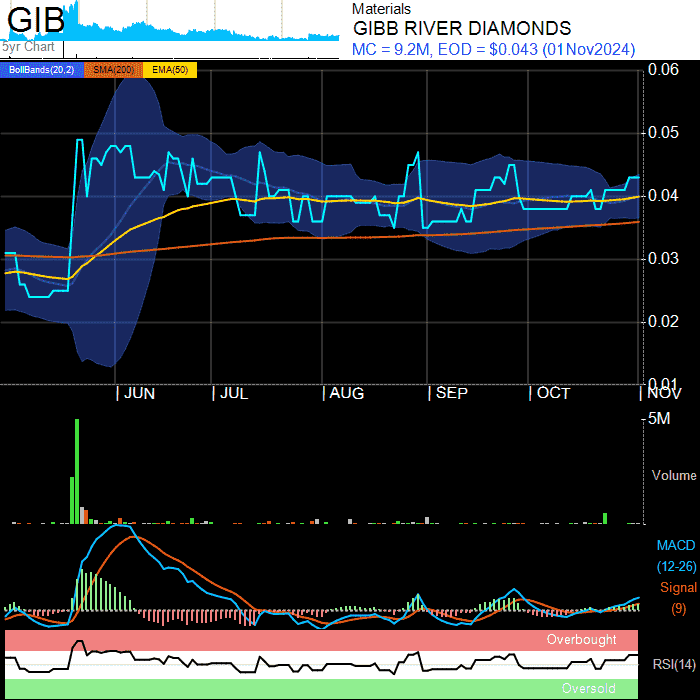 GIB
5yr Chart
Materials
GIBB RIVER DIAMONDS
MC = 9.2M, EOD = $0.043 (01Nov2024)
BollBands(20,2) SMA(200) EMA(50)
0.06
0.05
0.04
0.03
0.02
0.01
JUN JUL AUG SEP OCT NOV
5M
Volume
MACD
(12-26)
Signal
(9)
Overbought
RSI(14)
Oversold